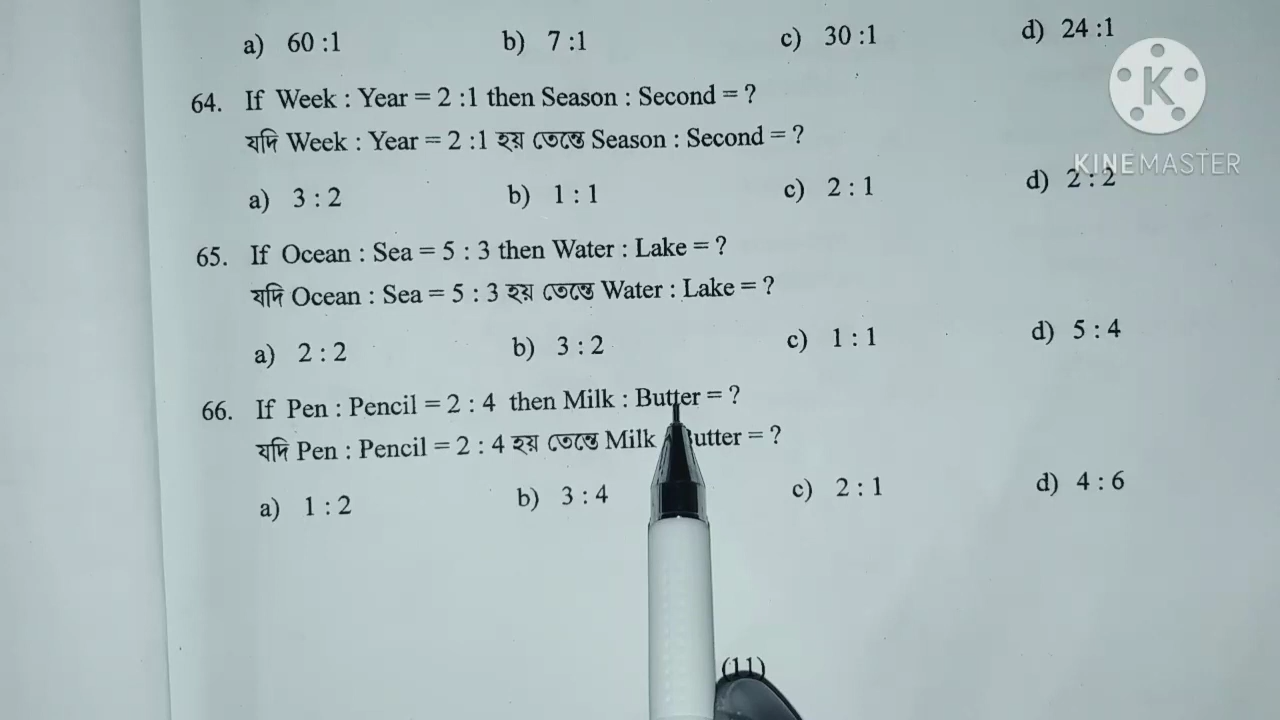 a) 60 :1 b) 7 :1 c) 30 :1 d) 24 :1
64. If Week : Year = 2 :1 then Season : Second = ?
যদি Week : Year = 2 :1 হয় তেন্তে Season : Second = ?
a) 3 : 2 b) 1 : 1 c) 2 : 1 d) 2 : 2
65. If Ocean : Sea = 5 : 3 then Water : Lake = ?
যদি Ocean : Sea = 5 : 3 হয় তেন্তে Water : Lake = ?
a) 2 : 2 b) 3 : 2 c) 1 : 1 d) 5 : 4
66. If Pen : Pencil = 2 : 4 then Milk : Butter = ?
যদি Pen : Pencil = 2 : 4 হয় তেন্তে Milk utter = ?
a) 1 : 2 b) 3 : 4 c) 2 : 1 d) 4 : 6
(11)
K
KINEMASTER